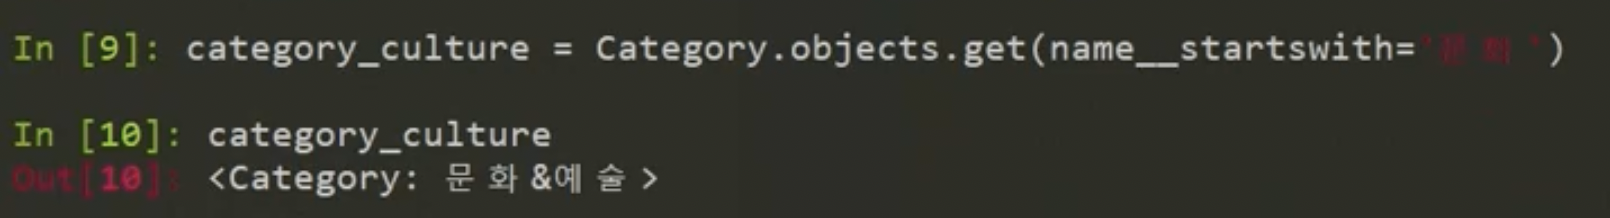 In [9]: category_culture = Category.objects.get(name__startswith='문화')
In [10]: category_culture
Out[10]: <Category: 문화&예술>